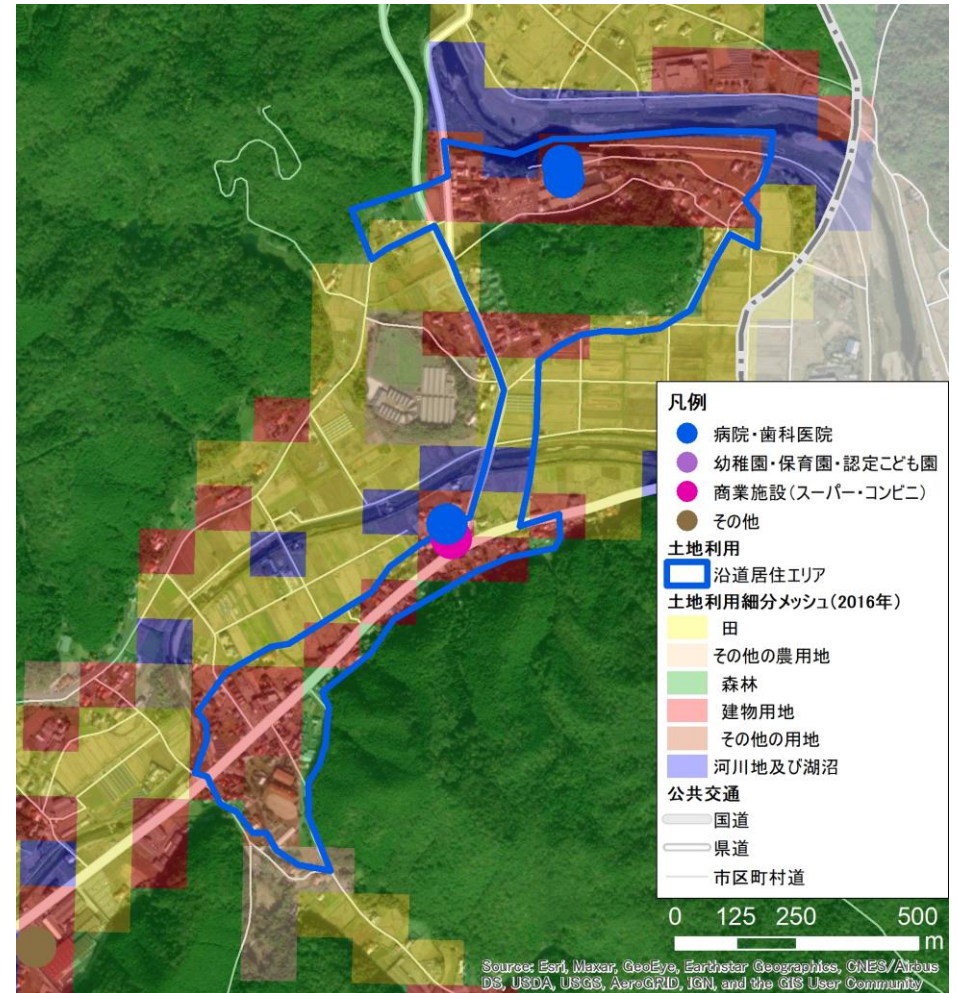 凡例
病院・歯科医院
幼稚園・保育園・認定こども園
商業施設(スーパー・コンビニ)
その他
土地利用
沿道居住エリア
土地利用細分メッシュ(2016年)
田
その他の農用地
森林
建物用地
その他の用地
河川地及び湖沼
公共交通
国道
県道
市区町村道
0 125 250 500
m
Source: Esri, Maxar, GeoEye, Earthstar Geographics, CNES/Airbus
DS, USDA, USGS, AeroGRID, IGN, and the GIS User Community